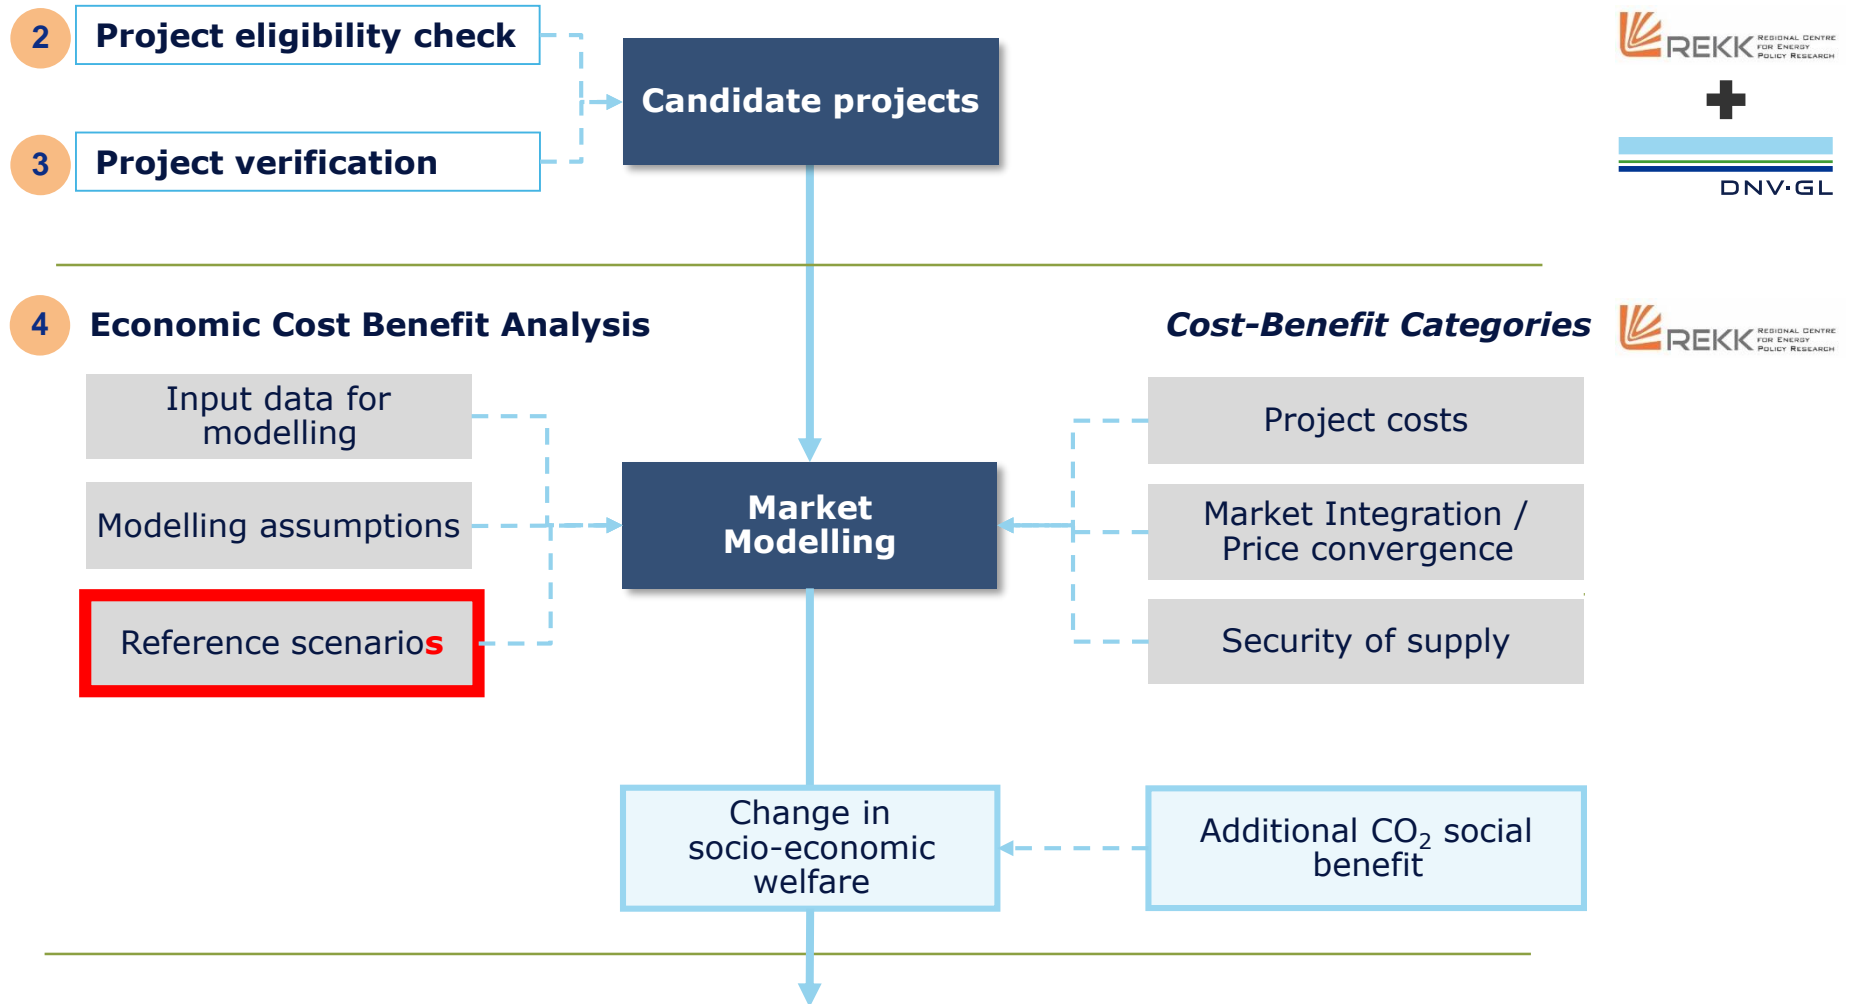 2
Project eligibility check
3
Project verification
Candidate projects
REKK REGIONAL CENTRE
FOR ENERGY
POLICY RESEARCH
DNV·GL
4
Economic Cost Benefit Analysis
Cost-Benefit Categories
REKK REGIONAL CENTRE
FOR ENERGY
POLICY RESEARCH
Input data for
modelling
Modelling assumptions
Reference scenarios
Market
Modelling
Project costs
Market Integration /
Price convergence
Security of supply
Change in
socio-economic
welfare
Additional CO₂ social
benefit